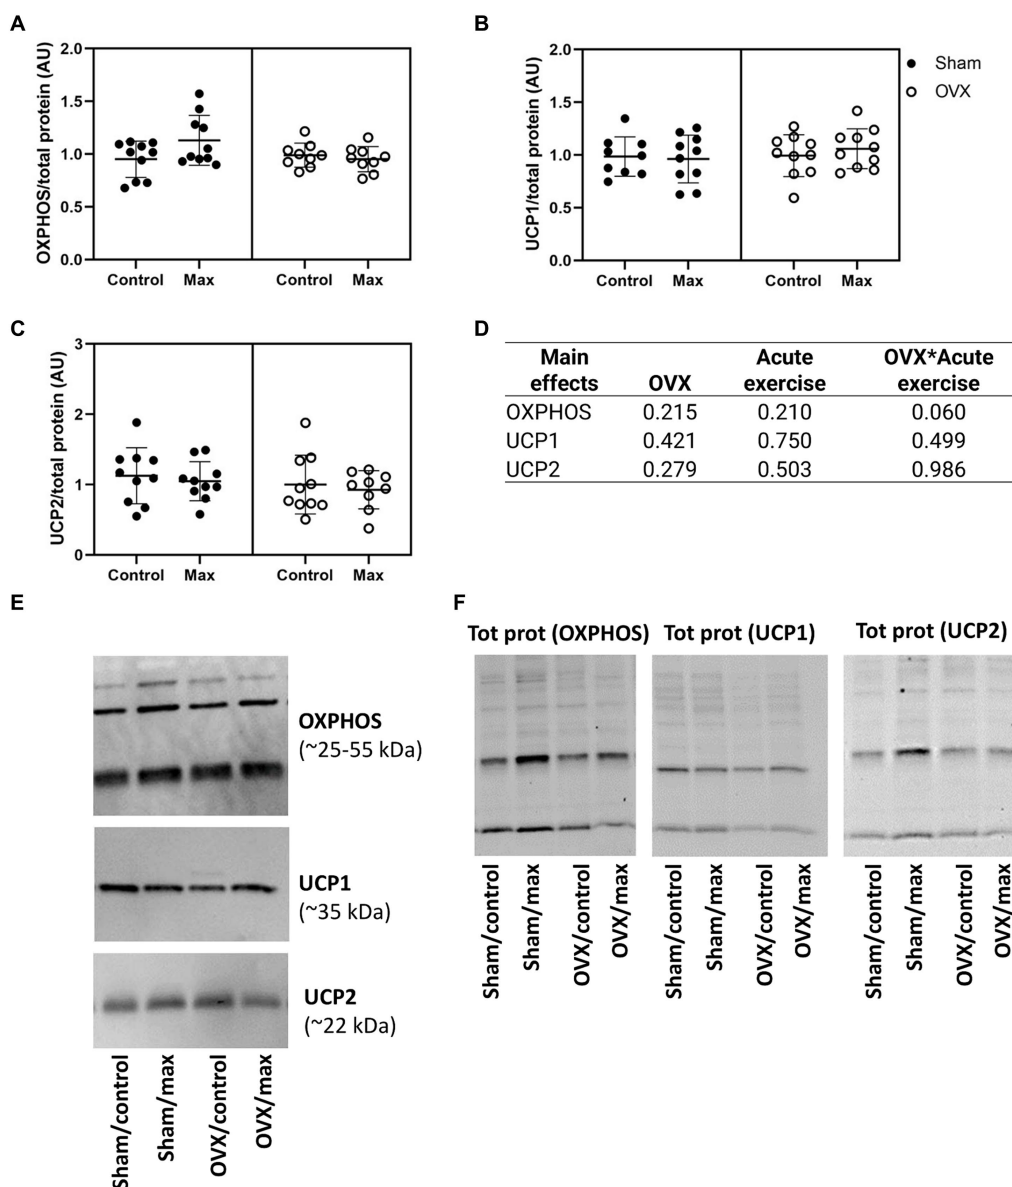 A
OXPHOS/total protein (AU)
2.0
1.5
1.0
0.5
0.0
Control Max Control Max
B
UCP1/total protein (AU)
2.0
1.5
1.0
0.5
0.0
Control Max Control Max
Sham
OVX
C
UCP2/total protein (AU)
3
2
1
0
Control Max Control Max
D
Main effects OVX Acute exercise OVX*Acute exercise
OXPHOS 0.215 0.210 0.060
UCP1 0.421 0.750 0.499
UCP2 0.279 0.503 0.986
E
OXPHOS
(~25-55 kDa)
UCP1
(~35 kDa)
UCP2
(~22 kDa)
Sham/control
Sham/max
OVX/control
OVX/max
F
Tot prot (OXPHOS) Tot prot (UCP1) Tot prot (UCP2)
Sham/control
Sham/max
OVX/control
OVX/max
Sham/control
Sham/max
OVX/control
OVX/max
Sham/control
Sham/max
OVX/control
OVX/max